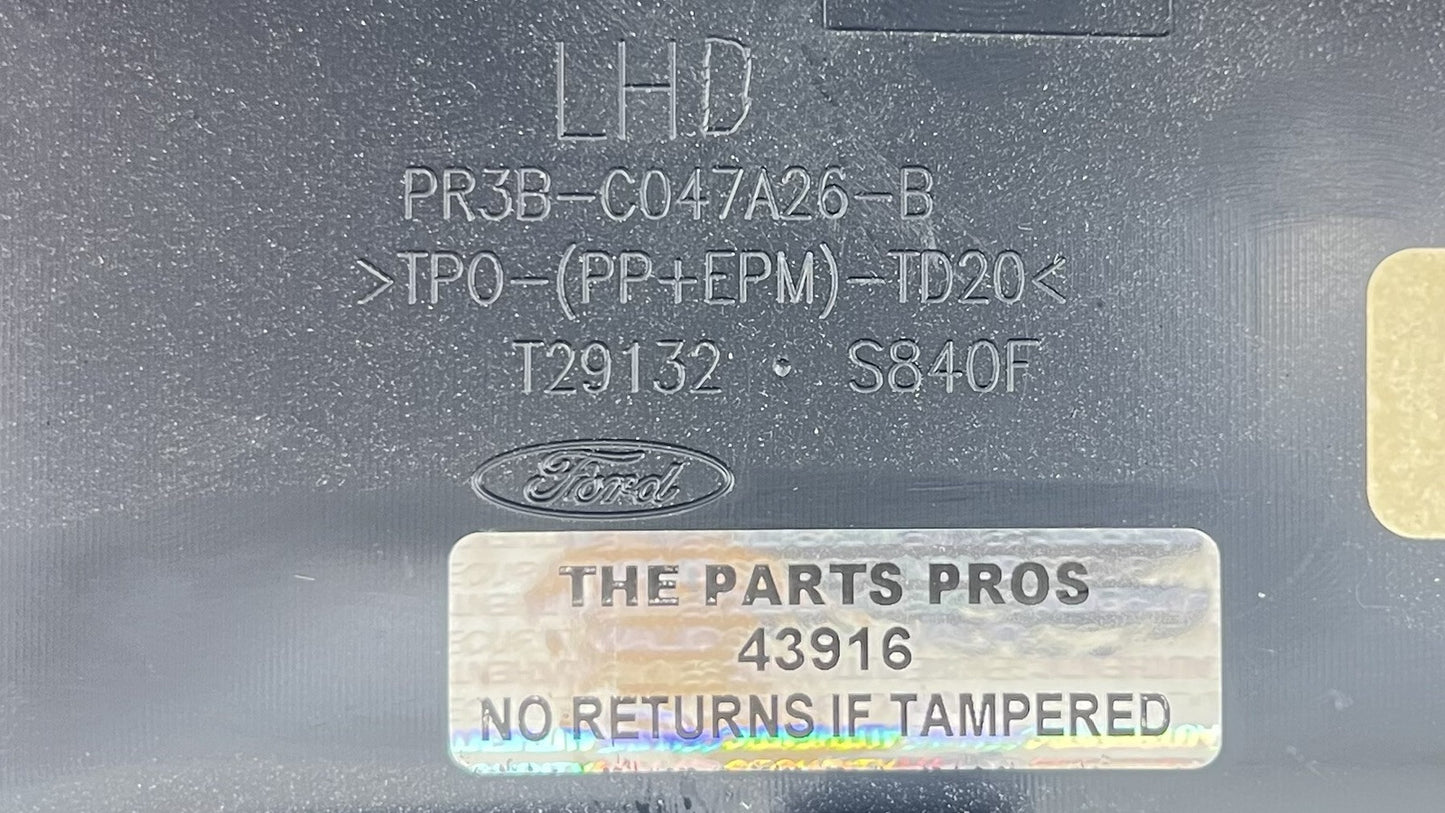 LHD
PR3B-C047A26-B
>TPO-(PP+EPM)-TD20<
T29132 • S840F
Ford
THE PARTS PROS
43916
NO RETURNS IF TAMPERED